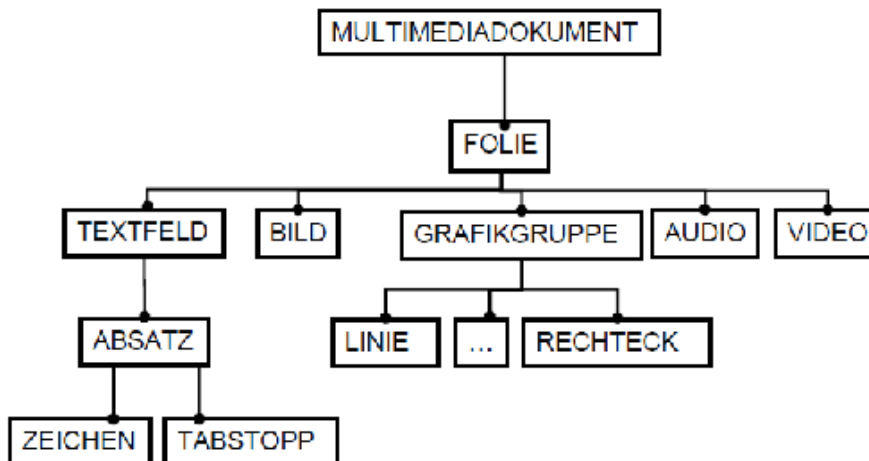 MULTIMEDIADOKUMENT
FOLIE
TEXTFELD BILD GRAFIKGRUPPE AUDIO VIDEO
ABSATZ LINIE ... RECHTECK
ZEICHEN TABSTOPP